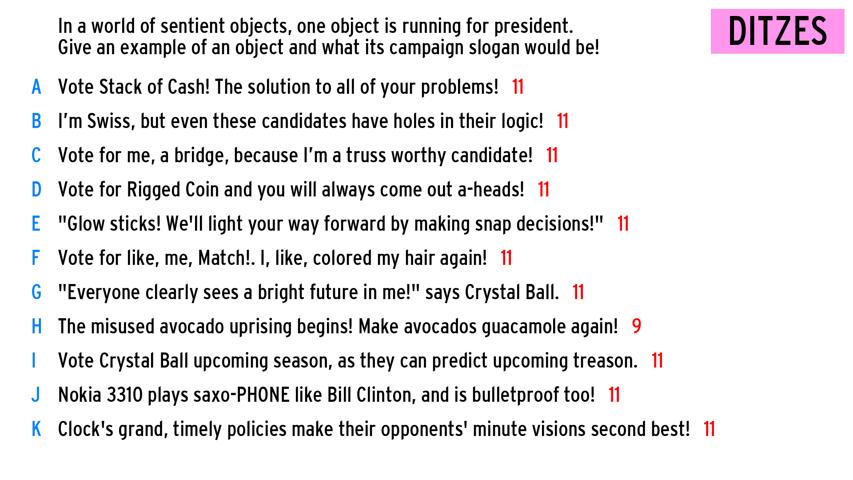 In a world of sentient objects, one object is running for president.
Give an example of an object and what its campaign slogan would be!
DITZES
A Vote Stack of Cash! The solution to all of your problems! 11
B I'm Swiss, but even these candidates have holes in their logic! 11
C Vote for me, a bridge, because I'm a truss worthy candidate! 11
D Vote for Rigged Coin and you will always come out a-heads! 11
E "Glow sticks! We'll light your way forward by making snap decisions!" 11
F Vote for like, me, Match!. I, like, colored my hair again! 11
G "Everyone clearly sees a bright future in me!" says Crystal Ball. 11
H The misused avocado uprising begins! Make avocados guacamole again! 9
I Vote Crystal Ball upcoming season, as they can predict upcoming treason. 11
J Nokia 3310 plays saxo-PHONE like Bill Clinton, and is bulletproof too! 11
K Clock's grand, timely policies make their opponents' minute visions second best! 11